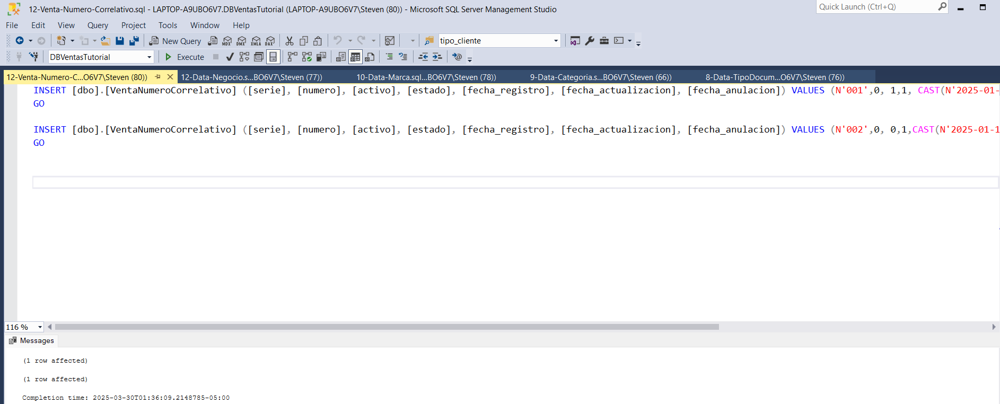 12-Venta-Numero-Correlativo.sql - LAPTOP-A9UBO6V7.DBVentasTutorial (LAPTOP-A9UBO6V7\Steven (80)) - Microsoft SQL Server Management Studio
Quick Launch (Ctrl+Q)
File Edit View Query Project Tools Window Help
New Query MDX DMX XMLA DAX tipo_cliente
DBVentasTutorial Execute
12-Venta-Numero-C...O6V7\Steven (80)) 12-Data-Negocio.s...BO6V7\Steven (77)) 10-Data-Marca.sql...BO6V7\Steven (78)) 9-Data-Categoria.s...BO6V7\Steven (66)) 8-Data-TipoDocum...O6V7\Steven (76))
INSERT [dbo].[VentaNumeroCorrelativo] ([serie], [numero], [activo], [estado], [fecha_registro], [fecha_actualizacion], [fecha_anulacion]) VALUES (N'001',0, 1,1, CAST(N'2025-01-
GO
INSERT [dbo].[VentaNumeroCorrelativo] ([serie], [numero], [activo], [estado], [fecha_registro], [fecha_actualizacion], [fecha_anulacion]) VALUES (N'002',0, 0,1,CAST(N'2025-01-1
GO
116 %
Messages
(1 row affected)
(1 row affected)
Completion time: 2025-03-30T01:36:09.2148785-05:00